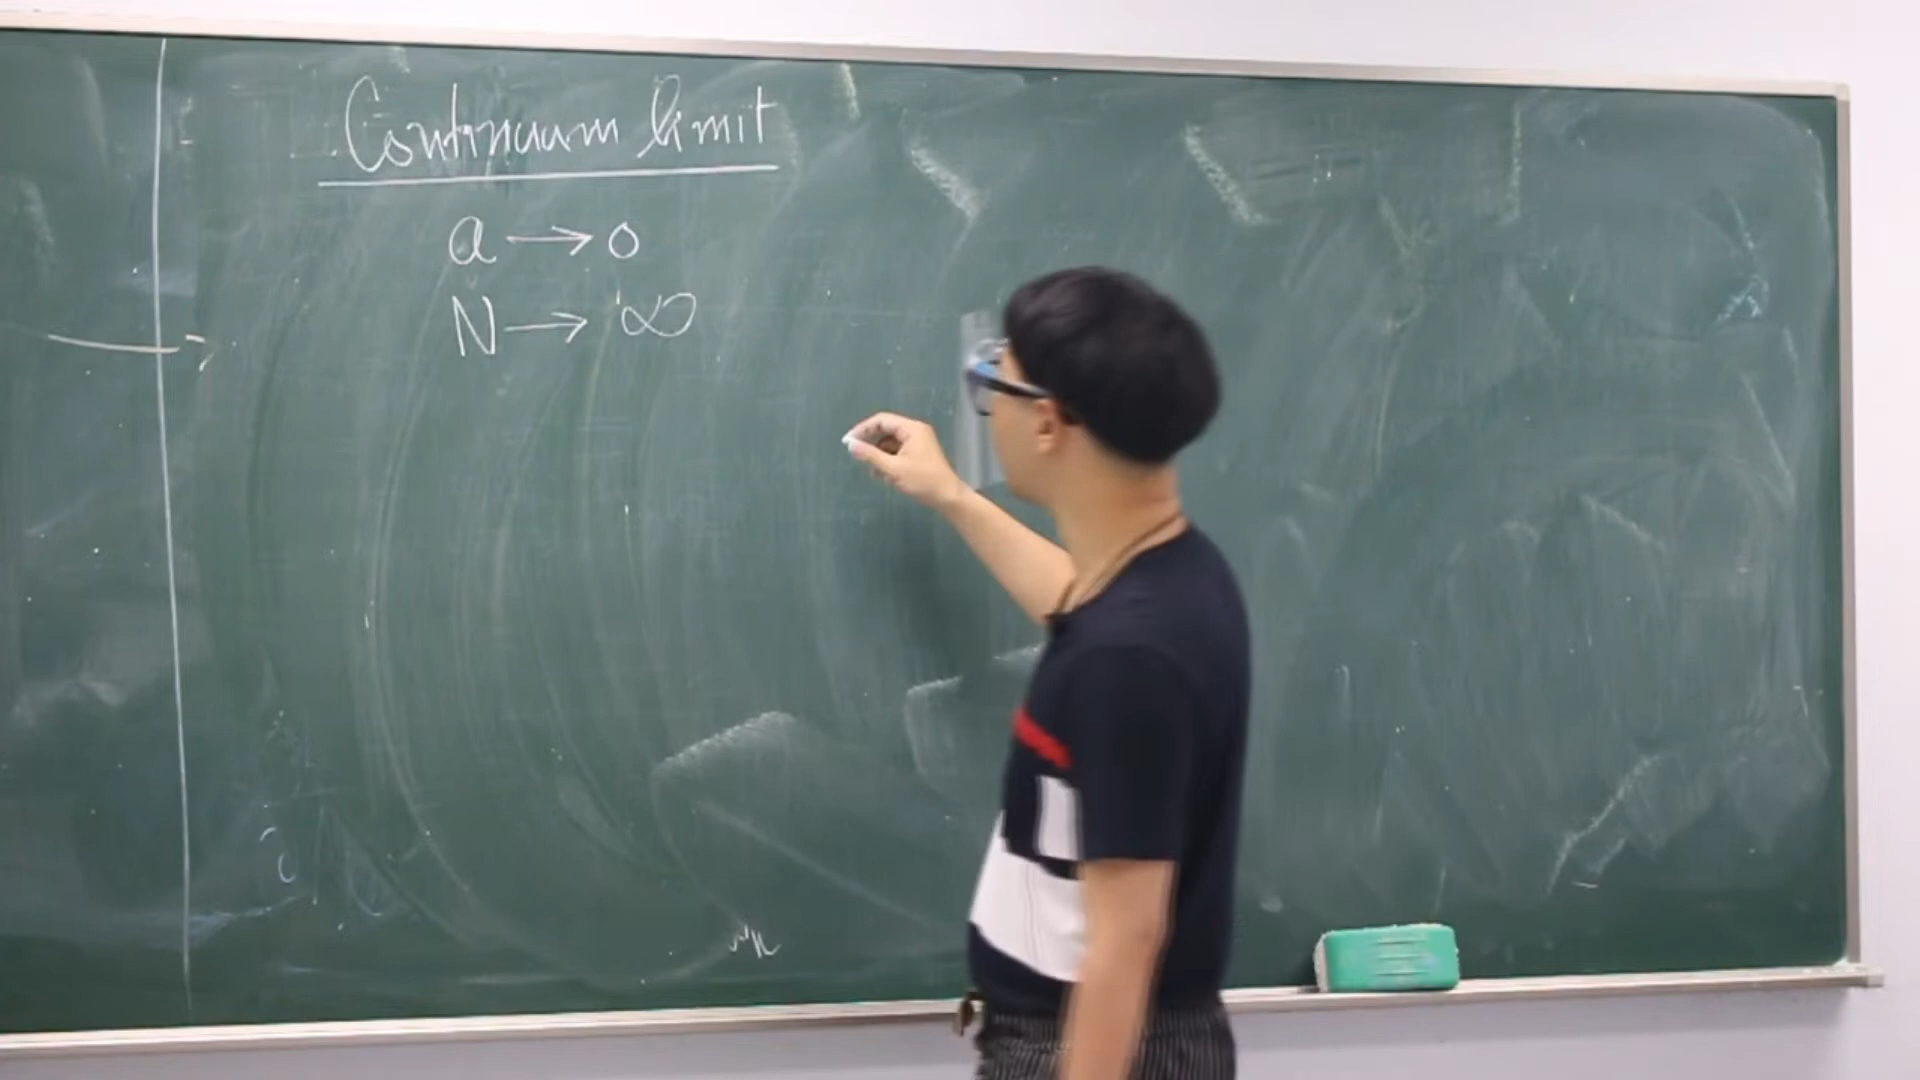 Continuum limit
a → 0
N → ∞